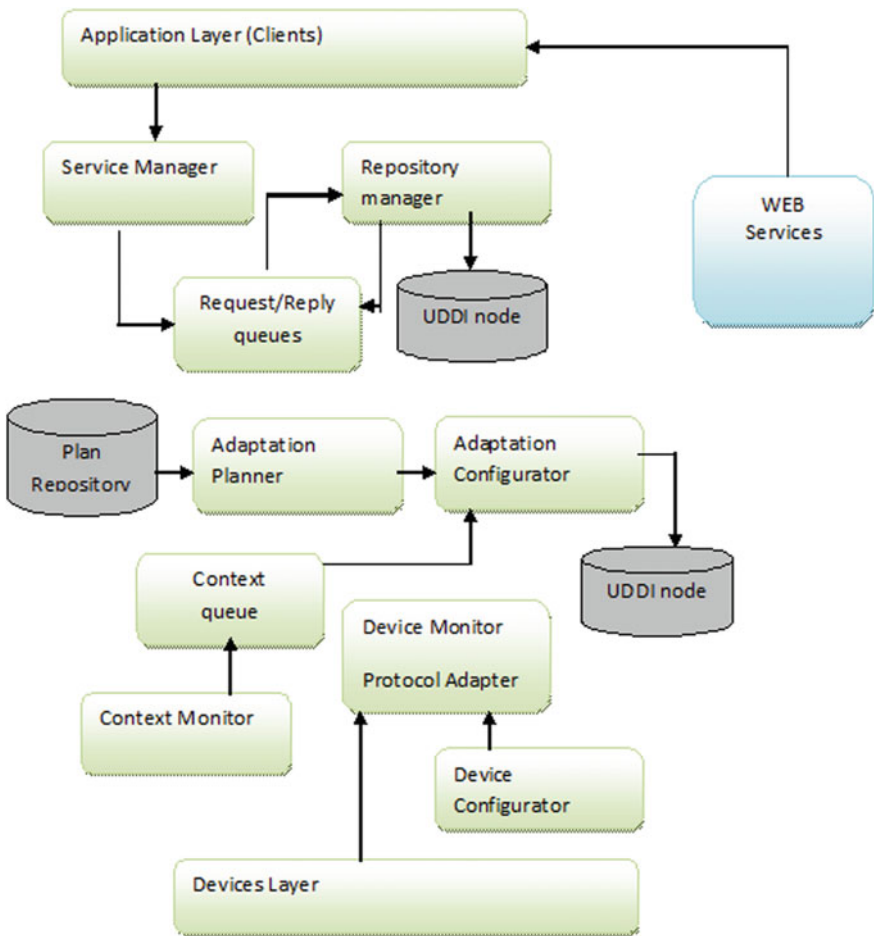 Application Layer (Clients)
Service Manager
Repository
manager
WEB
Services
Request/Reply
queues
UDDI node
Plan
Repository
Adaptation
Planner
Adaptation
Configurator
Context
queue
UDDI node
Device Monitor
Protocol Adapter
Context Monitor
Device
Configurator
Devices Layer